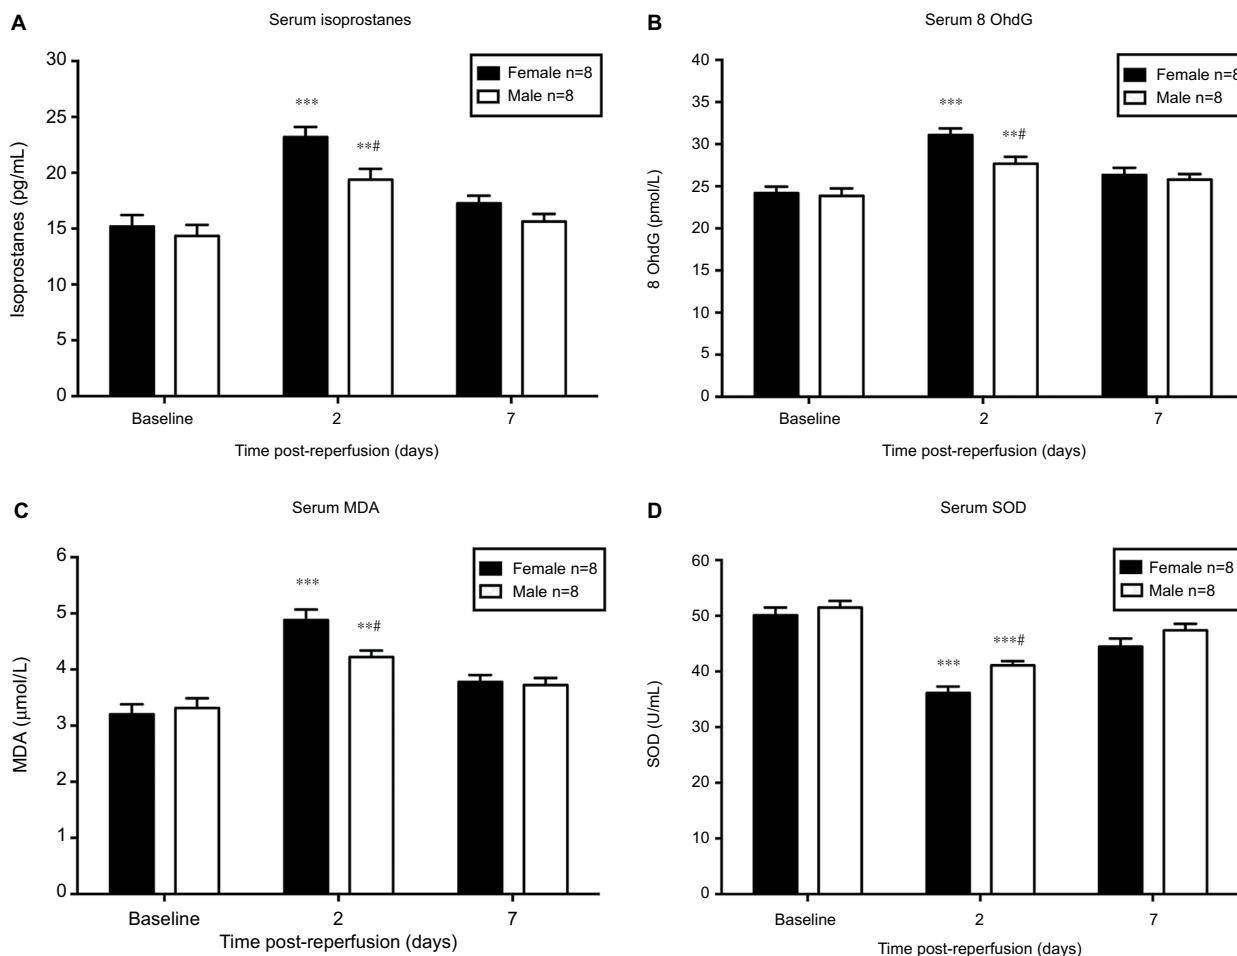 A
Serum isoprostanes
Isoprostanes (pg/mL)
30
25
20
15
10
5
0
Female n=8
Male n=8
***
**#
Baseline
2
7
Time post-reperfusion (days)
B
Serum 8 OhdG
8 OhdG (pmol/L)
40
35
30
25
20
15
10
5
0
Female n=8
Male n=8
***
**#
Baseline
2
7
Time post-reperfusion (days)
C
Serum MDA
MDA (μmol/L)
6
5
4
3
2
1
0
Female n=8
Male n=8
***
**#
Baseline
2
7
Time post-reperfusion (days)
D
Serum SOD
SOD (U/mL)
60
50
40
30
20
10
0
Female n=8
Male n=8
***
***#
Baseline
2
7
Time post-reperfusion (days)